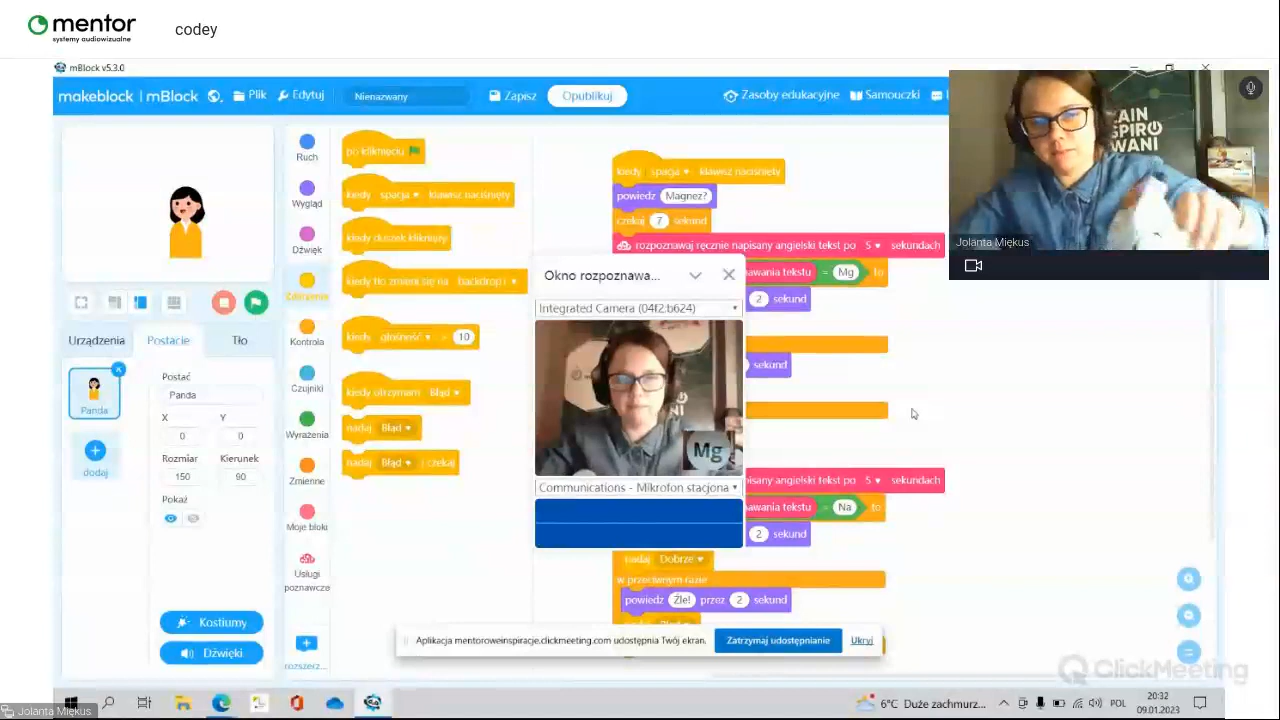 mentor
systemy audiowizualne
codey
mBlock v5.3.0
makeblock | mBlock
Plik
Edytuj
Nienazwany
Zapisz
Opublikuj
Zasoby edukacyjne
Samouczki
Ruch
Wygląd
Dźwięk
Zdarzenia
Kontrola
Czujniki
Wyrażenia
Zmienne
Moje bloki
Usługi
poznawcze
rozszerz...
po kliknięciu
kiedy spacja klawisz naciśnięty
kiedy duszek kliknięty
kiedy tło zmieni się na backdrop1
kiedy głośność 10
kiedy otrzymam Błąd
nadaj Błąd
nadaj Błąd i czekaj
kiedy spacja klawisz naciśnięty
powiedz Magnez?
czekaj 7 sekund
rozpoznawaj ręcznie napisany angielski tekst po 5 sekundach
awania tekstu = Mg to
2 sekund
sekund
isany angielski tekst po 5 sekundach
awania tekstu = Na to
2 sekund
nadaj Dobrze
w przeciwnym razie
powiedz Źle! przez 2 sekund
Okno rozpoznawa...
Integrated Camera (04f2:b624)
Mg
Communications - Mikrofon stacjona
Urządzenia
Postacie
Tło
Panda
dodaj
Postać
Panda
X
Y
0
0
Rozmiar
Kierunek
150
90
Pokaż
Kostiumy
Dźwięki
AIN
NSPIRO
WANI
Jolanta Miękus
Aplikacja mentoroweinspiracje.clickmeeting.com udostępnia Twój ekran.
Zatrzymaj udostępnianie
Ukryj
ClickMeeting
Jolanta Miękus
6°C Duże zachmurz...
POL
20:32
09.01.2023